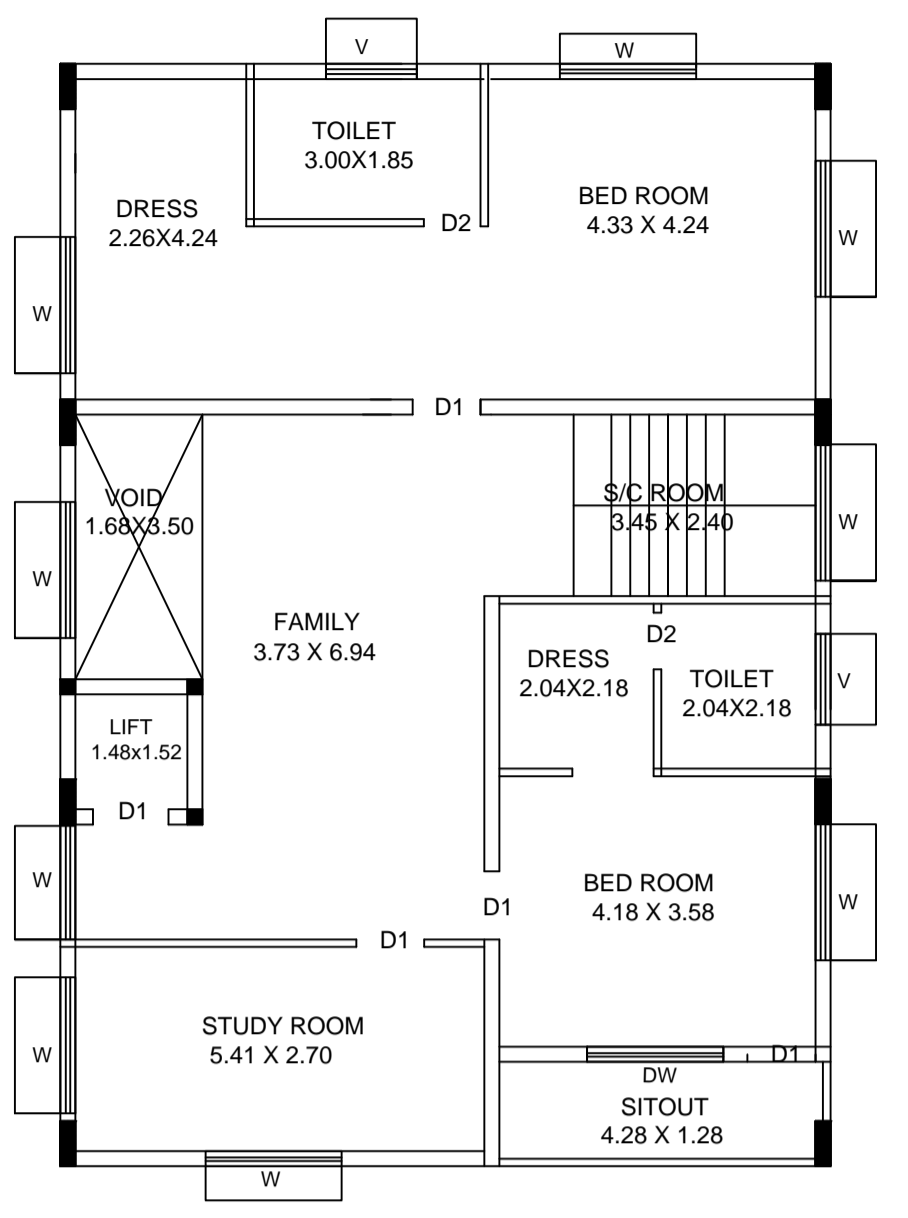 V
W
TOILET
3.00X1.85
BED ROOM
4.33 X 4.24
DRESS
2.26X4.24
D2
W
W
D1
VOID
1.68X3.50
S/C ROOM
3.45 X 2.40
W
W
FAMILY
3.73 X 6.94
D2
DRESS
2.04X2.18
TOILET
2.04X2.18
V
LIFT
1.48x1.52
D1
W
BED ROOM
4.18 X 3.58
W
D1
D1
STUDY ROOM
5.41 X 2.70
W
D1
DW
SITOUT
4.28 X 1.28
W